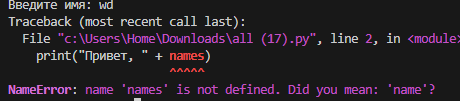 Введите имя: wd
Traceback (most recent call last):
  File "c:\Users\Home\Downloads\all (17).py", line 2, in <module>
    print("Привет, " + names)
                       ^^^^^
NameError: name 'names' is not defined. Did you mean: 'name'?